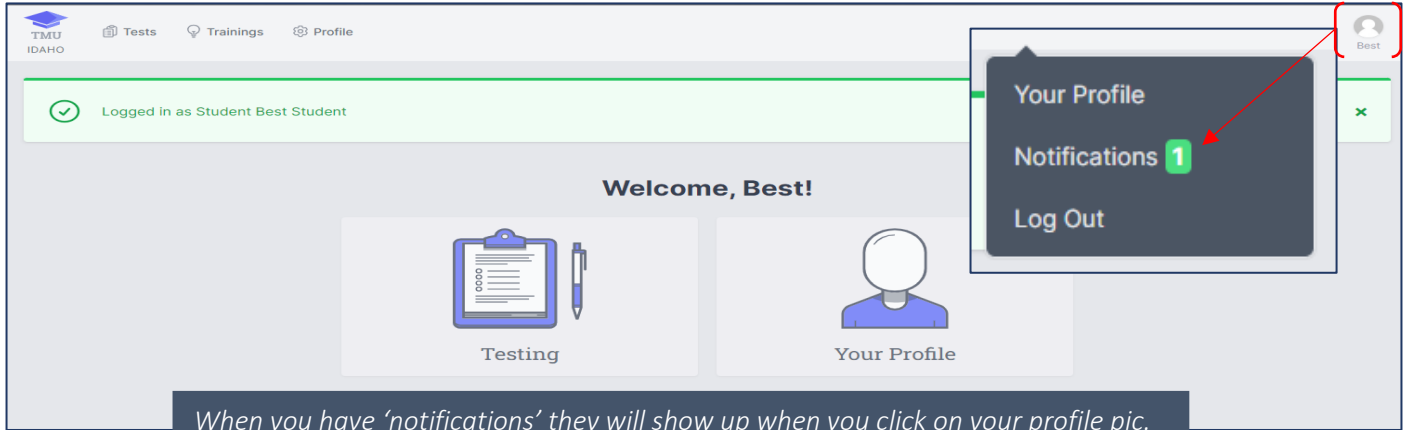 TMU
IDAHO
Tests Trainings Profile
Best
Logged in as Student Best Student ×
Your Profile
Notifications 1
Log Out
Welcome, Best!
Testing
Your Profile
When you have ‘notifications’ they will show up when you click on your profile pic.